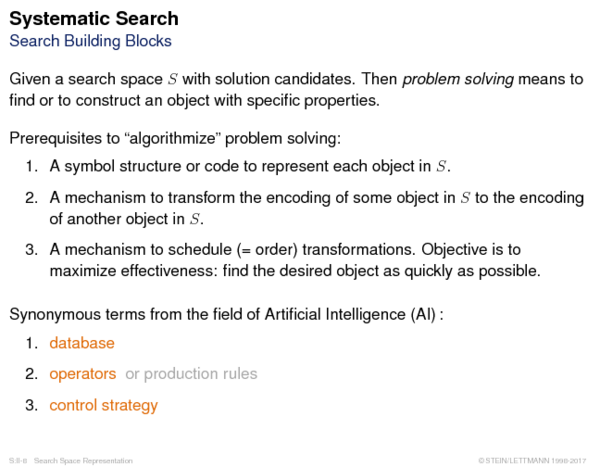 Systematic Search
Search Building Blocks
Given a search space S with solution candidates. Then problem solving means to
find or to construct an object with specific properties.
Prerequisites to “algorithmize” problem solving:
1. A symbol structure or code to represent each object in S.
2. A mechanism to transform the encoding of some object in S to the encoding
of another object in S.
3. A mechanism to schedule (= order) transformations. Objective is to
maximize effectiveness: find the desired object as quickly as possible.
Synonymous terms from the field of Artificial Intelligence (AI) :
1. database
2. operators or production rules
3. control strategy
S:II-8 Search Space Representation ©STEIN/LETTMANN 1998-2017